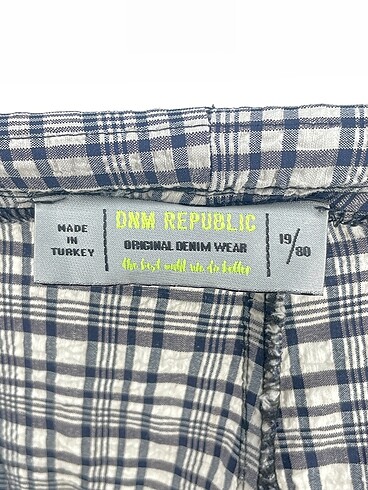 MADE
IN
TURKEY
DNM REPUBLIC
ORIGINAL DENIM WEAR
the best until we do better
19/80